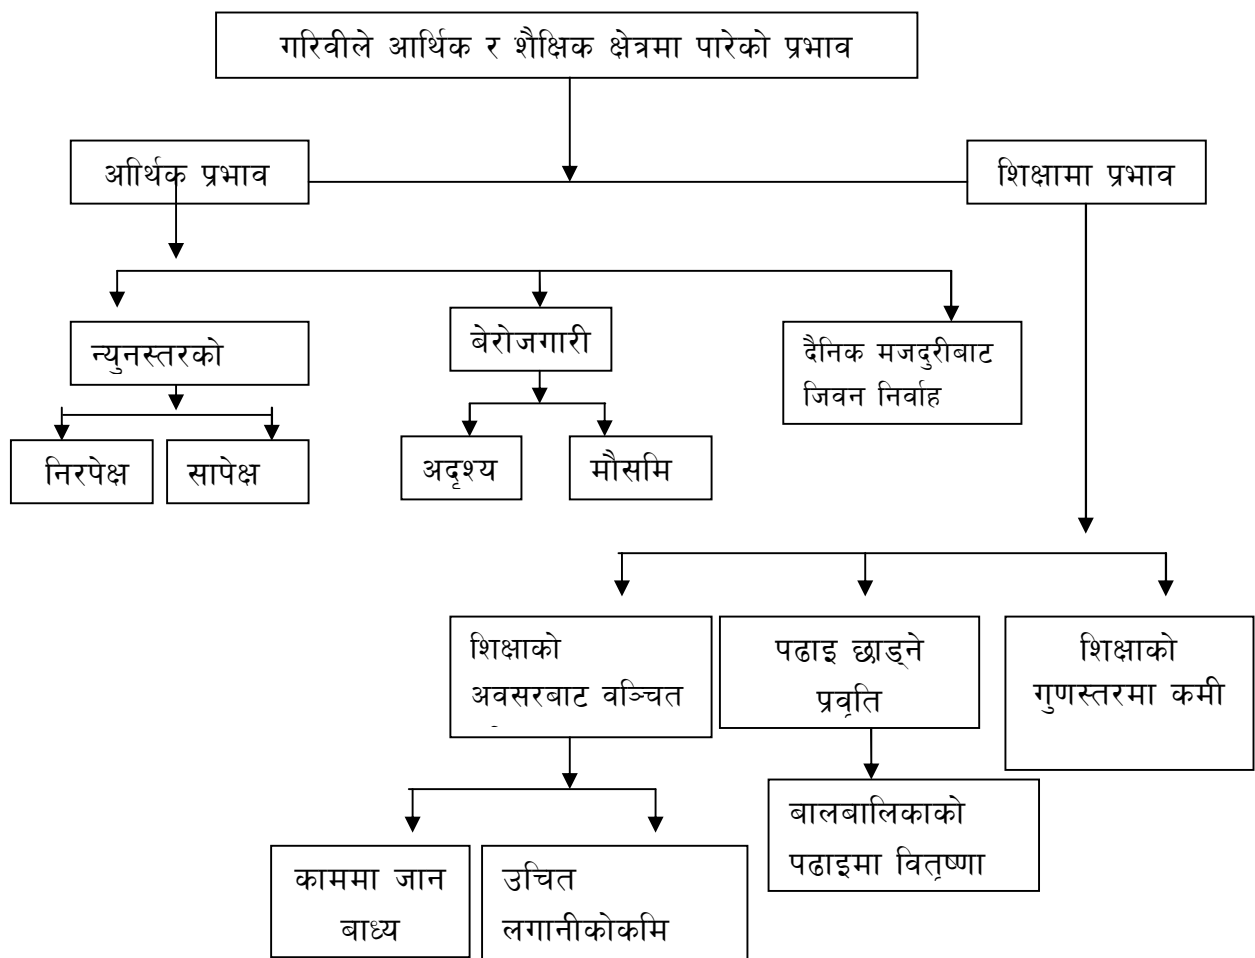 गरिवीले आर्थिक र शैक्षिक क्षेत्रमा पारेको प्रभाव
आर्थिक प्रभाव
शिक्षामा प्रभाव
न्युनस्तरको
बेरोजगारी
दैनिक मजदुरीबाट
जिवन निर्वाह
निरपेक्ष
सापेक्ष
अदृश्य
मौसमि
शिक्षाको
अवसरबाट वञ्चित
पढाइ छाड्ने
प्रवृति
शिक्षाको
गुणस्तरमा कमी
बालबालिकाको
पढाइमा वितृष्णा
काममा जान
बाध्य
उचित
लगानीकोकमि